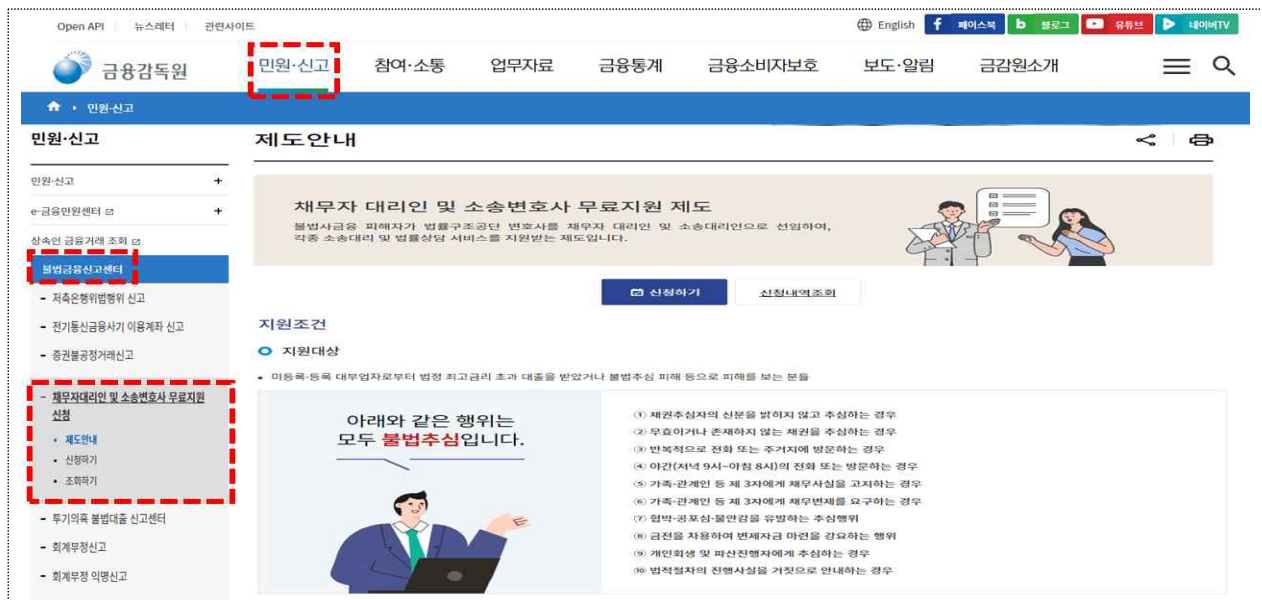 Open API 뉴스레터 관련사이트
English 페이스북 블로그 유튜브 네이버TV
금융감독원
민원·신고 참여·소통 업무자료 금융통계 금융소비자보호 보도·알림 금감원소개
민원·신고
민원·신고
민원·신고
e-금융민원센터
상속인 금융거래 조회
불법금융신고센터
저축은행위법행위 신고
전기통신금융사기 이용계좌 신고
증권불공정거래신고
채무자대리인 및 소송변호사 무료지원
신청
제도안내
신청하기
조회하기
투기의혹 불법대출 신고센터
회계부정신고
회계부정 익명신고
제도안내
채무자 대리인 및 소송변호사 무료지원 제도
불법사금융 피해자가 법률구조공단 변호사를 채무자 대리인 및 소송대리인으로 선임하여,
각종 소송대리 및 법률상담 서비스를 지원받는 제도입니다.
신청하기 신청내역조회
지원조건
지원대상
미등록·등록 대부업자로부터 법정 최고금리 초과 대출을 받았거나 불법추심 피해 등으로 피해를 보는 분들
아래와 같은 행위는
모두 불법추심입니다.
① 채권추심자의 신분을 밝히지 않고 추심하는 경우
② 무효이거나 존재하지 않는 채권을 추심하는 경우
③ 반복적으로 전화 또는 주거지에 방문하는 경우
④ 야간(저녁 9시~아침 8시)의 전화 또는 방문하는 경우
⑤ 가족·관계인 등 제 3자에게 채무사실을 고지하는 경우
⑥ 가족·관계인 등 제 3자에게 채무변제를 요구하는 경우
⑦ 협박·공포심·불안감을 유발하는 추심행위
⑧ 금전을 차용하여 변제자금 마련을 강요하는 행위
⑨ 개인회생 및 파산진행자에게 추심하는 경우
⑩ 법적절차의 진행사실을 거짓으로 안내하는 경우